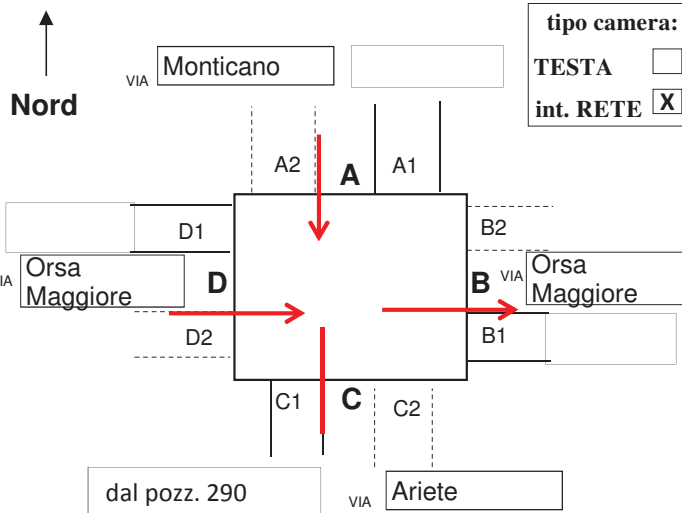 tipo camera:
VIA Monticano
TESTA
Nord
int. RETE X
A2 A A1
D1 B2
VIA Orsa Maggiore
D B
VIA Orsa Maggiore
D2 B1
C1 C C2
dal pozz. 290
VIA Ariete